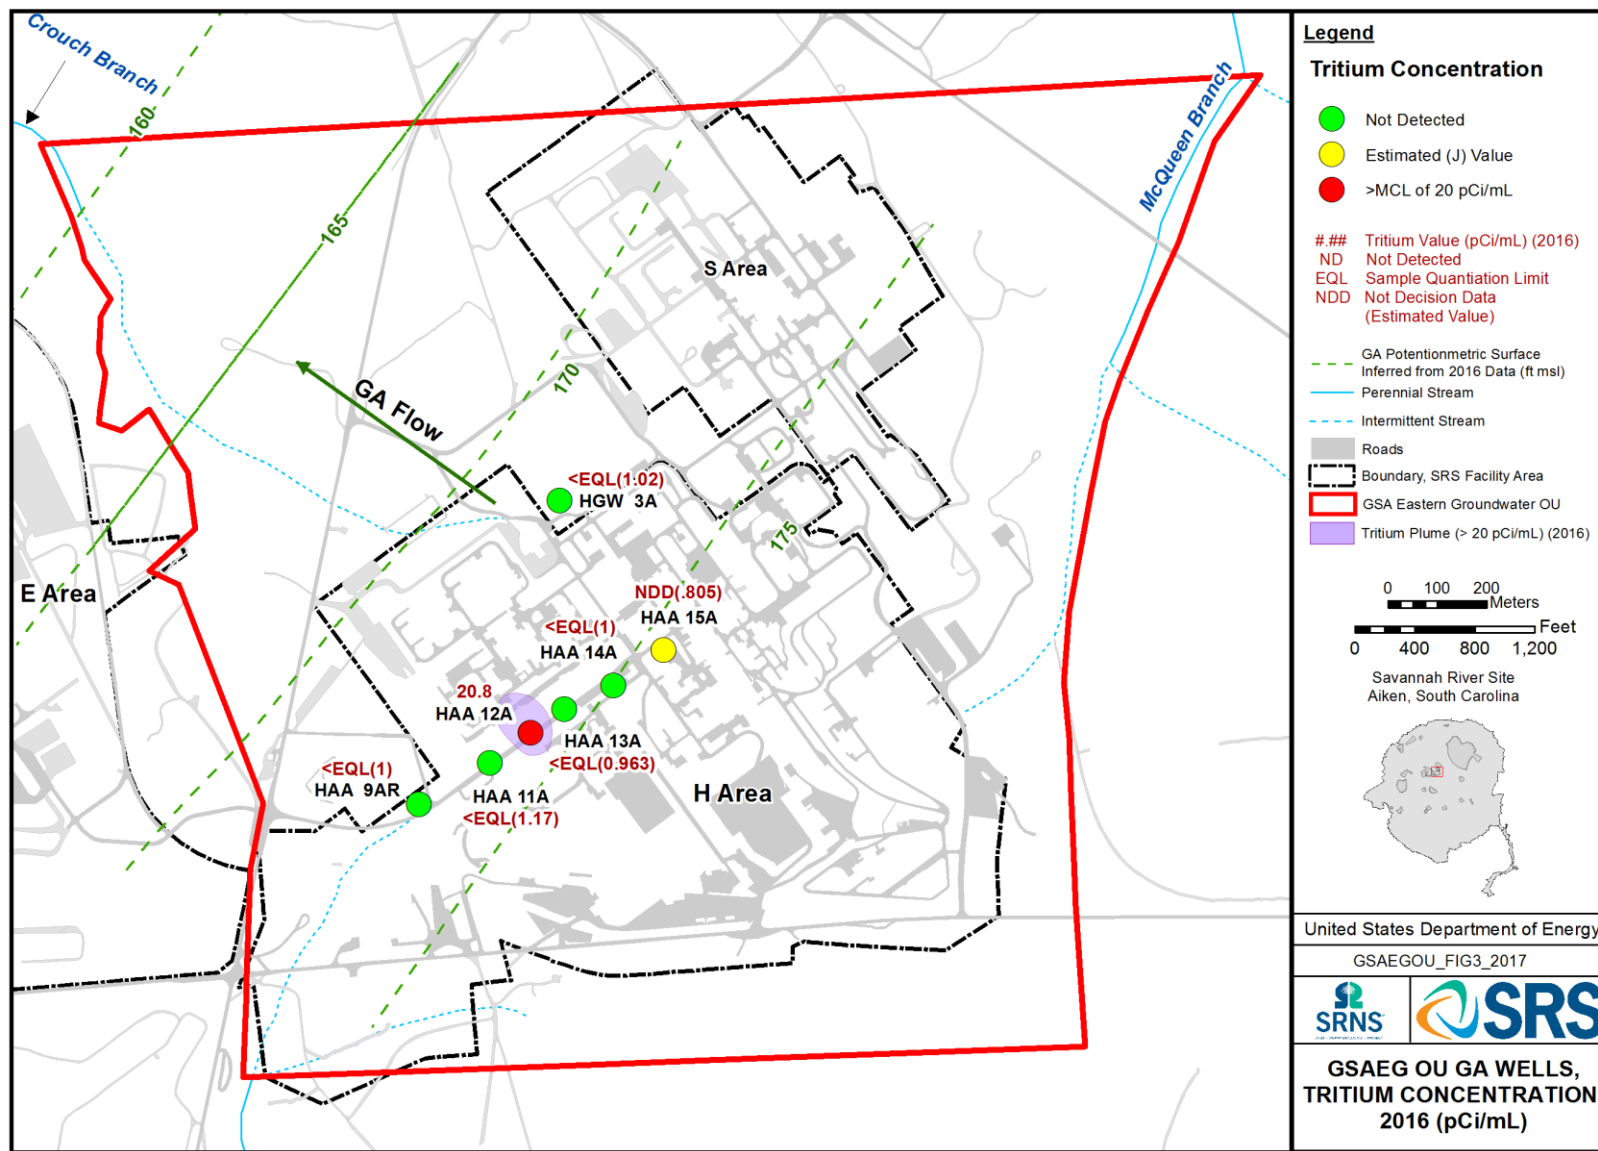 Crouch Branch
160
165
McQueen Branch
S Area
170
GA Flow
175
<EQL(1.02)
HGW 3A
E Area
NDD(.805)
HAA 15A
<EQL(1)
HAA 14A
20.8
HAA 12A
HAA 13A
<EQL(0.963)
<EQL(1)
HAA 9AR
HAA 11A
<EQL(1.17)
H Area
Legend
Tritium Concentration
Not Detected
Estimated (J) Value
>MCL of 20 pCi/mL
#.## Tritium Value (pCi/mL) (2016)
ND Not Detected
EQL Sample Quantiation Limit
NDD Not Decision Data
(Estimated Value)
GA Potentionmetric Surface
Inferred from 2016 Data (ft msl)
Perennial Stream
Intermittent Stream
Roads
Boundary, SRS Facility Area
GSA Eastern Groundwater OU
Tritium Plume (> 20 pCi/mL) (2016)
0 100 200
Meters
Feet
0 400 800 1,200
Savannah River Site
Aiken, South Carolina
United States Department of Energy
GSAEGOU_FIG3_2017
SRNS
SRS
GSAEG OU GA WELLS,
TRITIUM CONCENTRATION
2016 (pCi/mL)